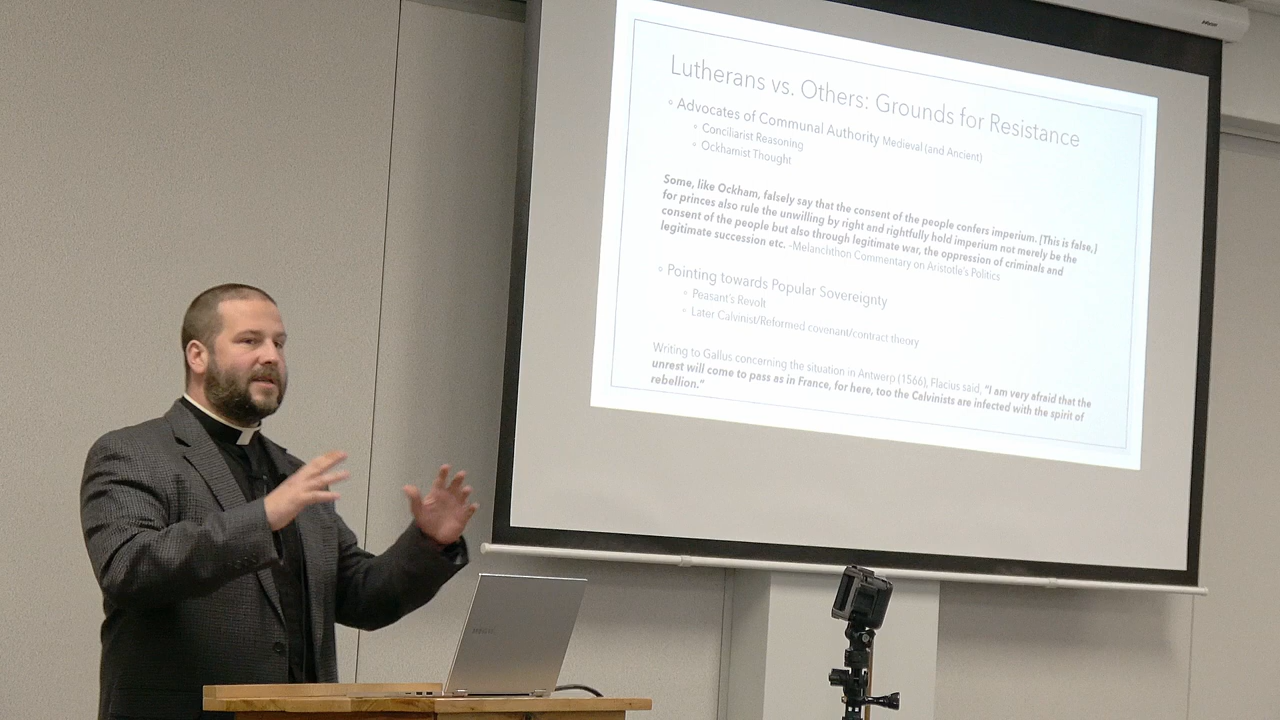 Lutherans vs. Others: Grounds for Resistance
Advocates of Communal Authority Medieval (and Ancient)
Conciliarist Reasoning
Ockhamist Thought
Some, like Ockham, falsely say that the consent of the people confers imperium. [This is false,]
for princes also rule the unwilling by right and rightfully hold imperium not merely be the
consent of the people but also through legitimate war, the oppression of criminals and
legitimate succession etc. –Melanchthon Commentary on Aristotle's Politics
Pointing towards Popular Sovereignty
Peasant's Revolt
Later Calvinist/Reformed covenant/contract theory
Writing to Gallus concerning the situation in Antwerp (1566), Flacius said, "I am very afraid that the
unrest will come to pass as in France, for here, too the Calvinists are infected with the spirit of
rebellion."